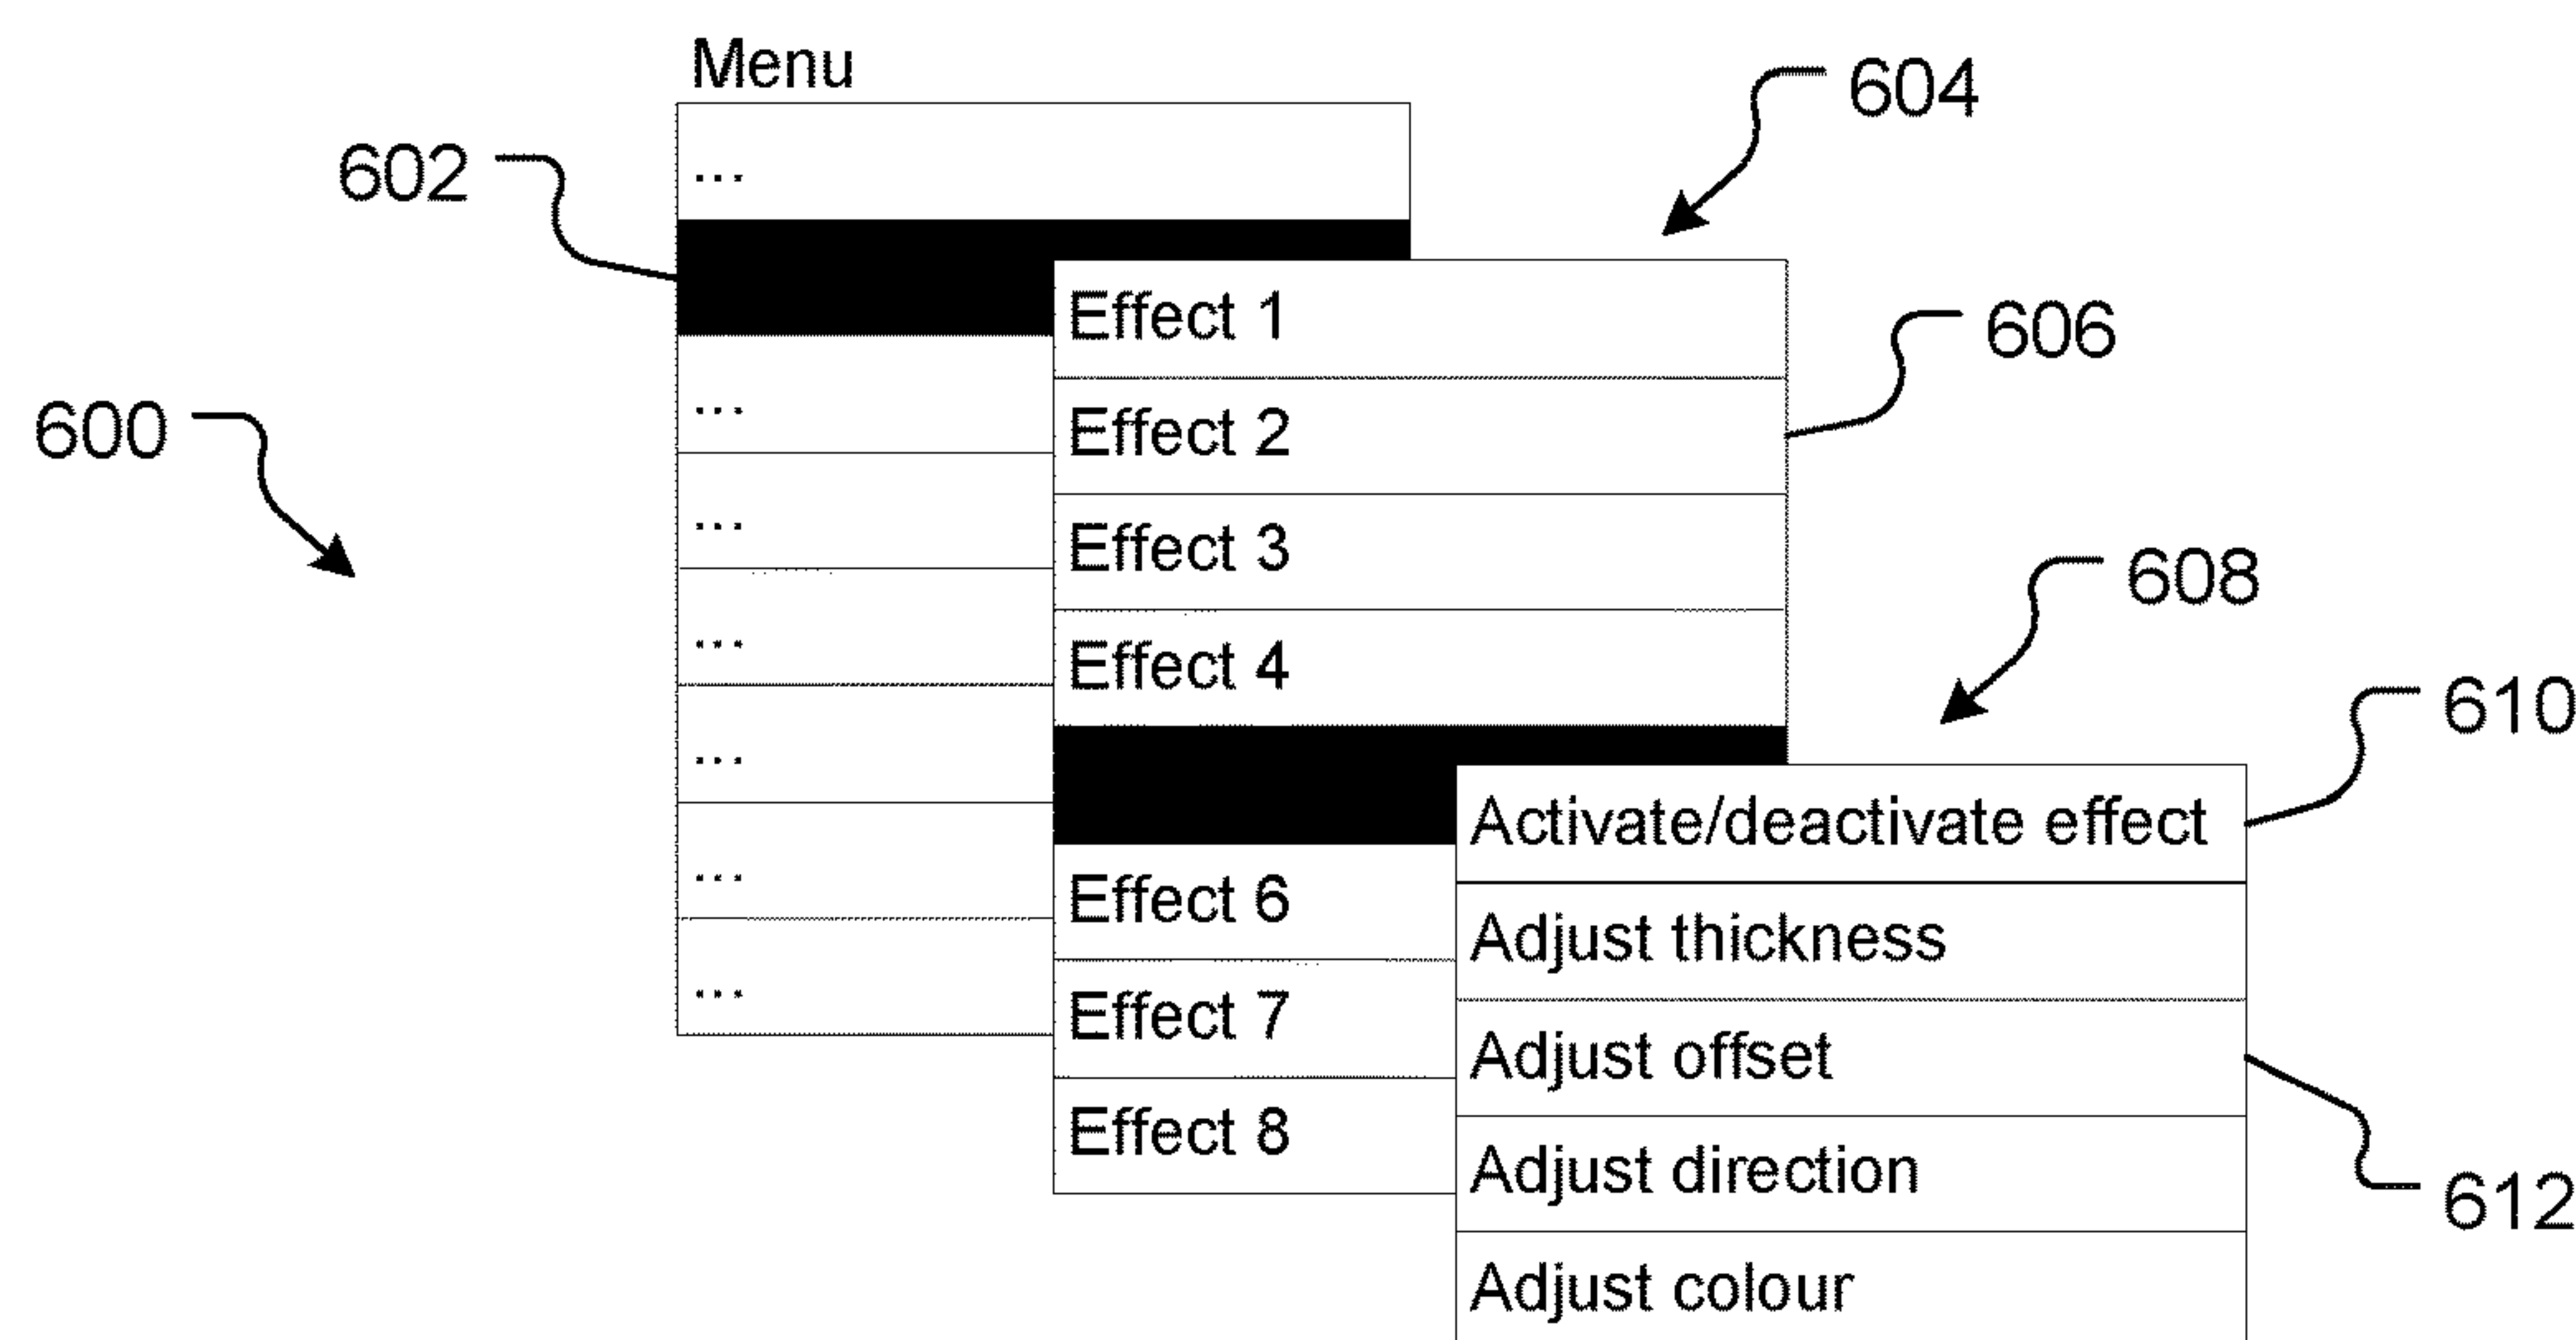 Menu
604
602
...
Effect 1
606
...
600
Effect 2
...
Effect 3
608
...
Effect 4
610
...
Activate/deactivate effect
...
Effect 6
Adjust thickness
...
Effect 7
Adjust offset
Effect 8
Adjust direction
612
Adjust colour